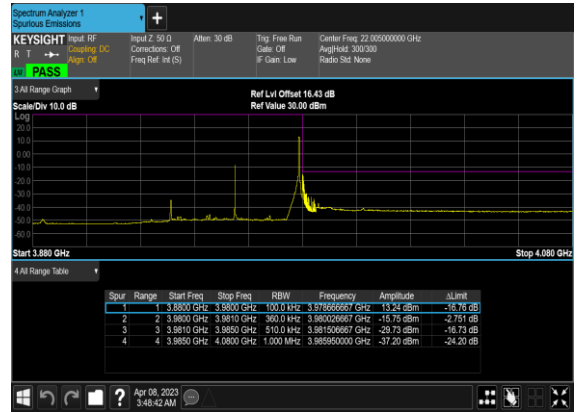 Spectrum Analyzer 1
Spurious Emissions
+
KEYSIGHT Input: RF Input Z: 50 Ω Atten: 30 dB Trig: Free Run Center Freq: 22.005000000 GHz
R T Coupling: DC Corrections: Off Gate: Off Avg|Hold: 300/300
Align: Off Freq Ref: Int (S) IF Gain: Low Radio Std: None
PASS
3 All Range Graph
Ref Lvl Offset 16.43 dB
Scale/Div 10.0 dB Ref Value 30.00 dBm
Log
20.0
10.0
0.00
-10.0
-20.0
-30.0
-40.0
-50.0
-60.0
Start 3.880 GHz Stop 4.080 GHz
4 All Range Table
Spur Range Start Freq Stop Freq RBW Frequency Amplitude ΔLimit
1 1 3.8800 GHz 3.9800 GHz 100.0 kHz 3.978666667 GHz 13.24 dBm -16.76 dB
2 2 3.9800 GHz 3.9810 GHz 360.0 kHz 3.980026667 GHz -15.75 dBm -2.751 dB
3 3 3.9810 GHz 3.9850 GHz 510.0 kHz 3.981506667 GHz -29.73 dBm -16.73 dB
4 4 3.9850 GHz 4.0800 GHz 1.000 MHz 3.985950000 GHz -37.20 dBm -24.20 dB
? Apr 08, 2023
3:48:42 AM